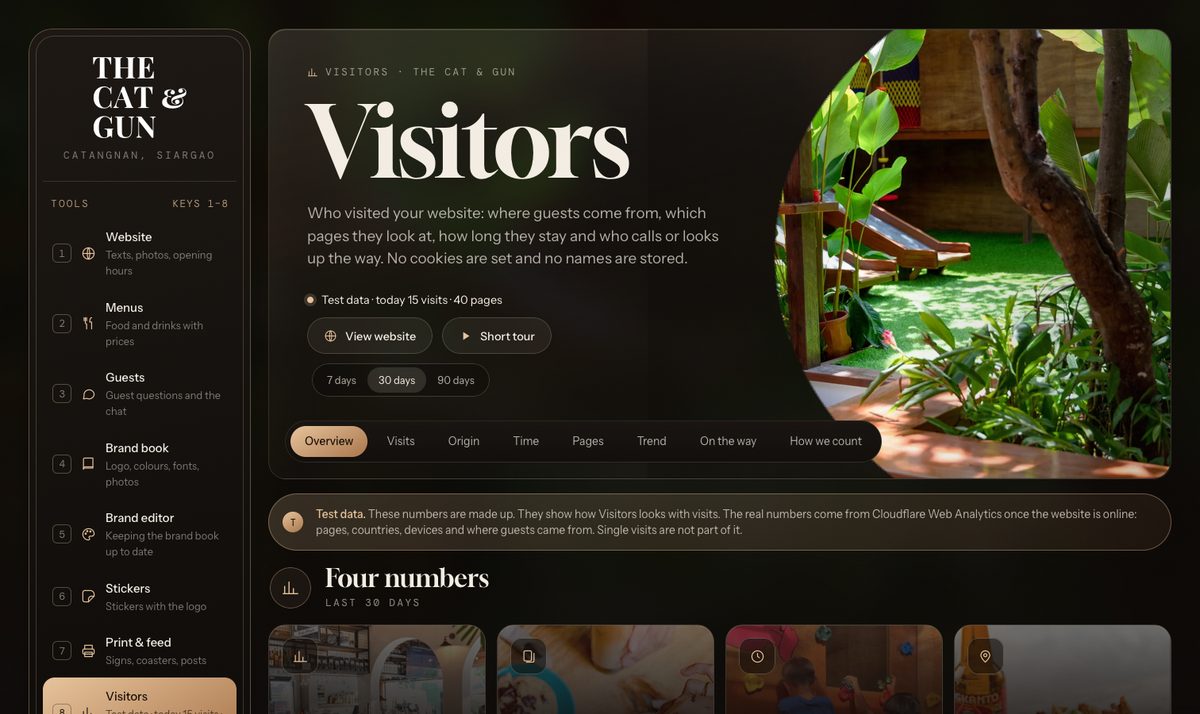 THE
CAT &
GUN
CATANGNAN, SIARGAO
TOOLS
KEYS 1–8
1
Website
Texts, photos, opening
hours
2
Menus
Food and drinks with
prices
3
Guests
Guest questions and the
chat
4
Brand book
Logo, colours, fonts,
photos
5
Brand editor
Keeping the brand book
up to date
6
Stickers
Stickers with the logo
7
Print & feed
Signs, coasters, posts
8
Visitors
Test data · today 15 visits ·
VISITORS · THE CAT & GUN
Visitors
Who visited your website: where guests come from, which
pages they look at, how long they stay and who calls or looks
up the way. No cookies are set and no names are stored.
Test data · today 15 visits · 40 pages
View website
Short tour
7 days
30 days
90 days
Overview
Visits
Origin
Time
Pages
Trend
On the way
How we count
T
Test data. These numbers are made up. They show how Visitors looks with visits. The real numbers come from Cloudflare Web Analytics once the website is online:
pages, countries, devices and where guests came from. Single visits are not part of it.
Four numbers
LAST 30 DAYS